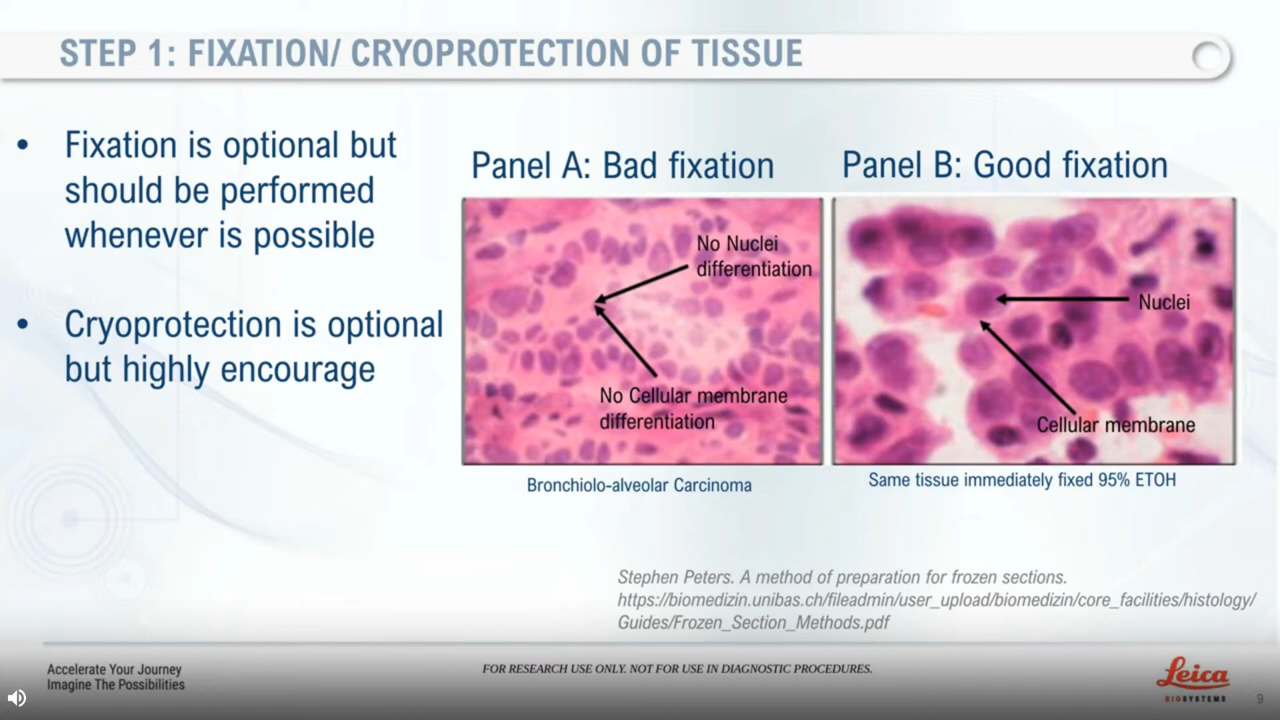 STEP 1: FIXATION/ CRYOPROTECTION OF TISSUE
• Fixation is optional but
should be performed
whenever is possible
• Cryoprotection is optional
but highly encourage
Panel A: Bad fixation
No Nuclei
differentiation
No Cellular membrane
differentiation
Bronchiolo-alveolar Carcinoma
Panel B: Good fixation
Nuclei
Cellular membrane
Same tissue immediately fixed 95% ETOH
Stephen Peters. A method of preparation for frozen sections.
https://biomedizin.unibas.ch/fileadmin/user_upload/biomedizin/core_facilities/histology/
Guides/Frozen_Section_Methods.pdf
Accelerate Your Journey
Imagine The Possibilities
FOR RESEARCH USE ONLY. NOT FOR USE IN DIAGNOSTIC PROCEDURES.
Leica
BIOSYSTEMS
9